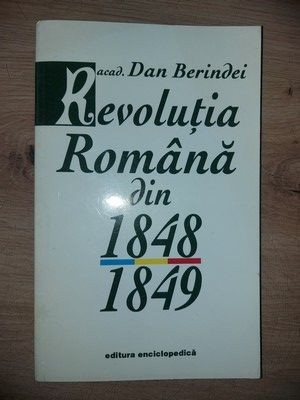 acad. Dan Berindei
Revoluția
Română
din
1848
1849
editura enciclopedică